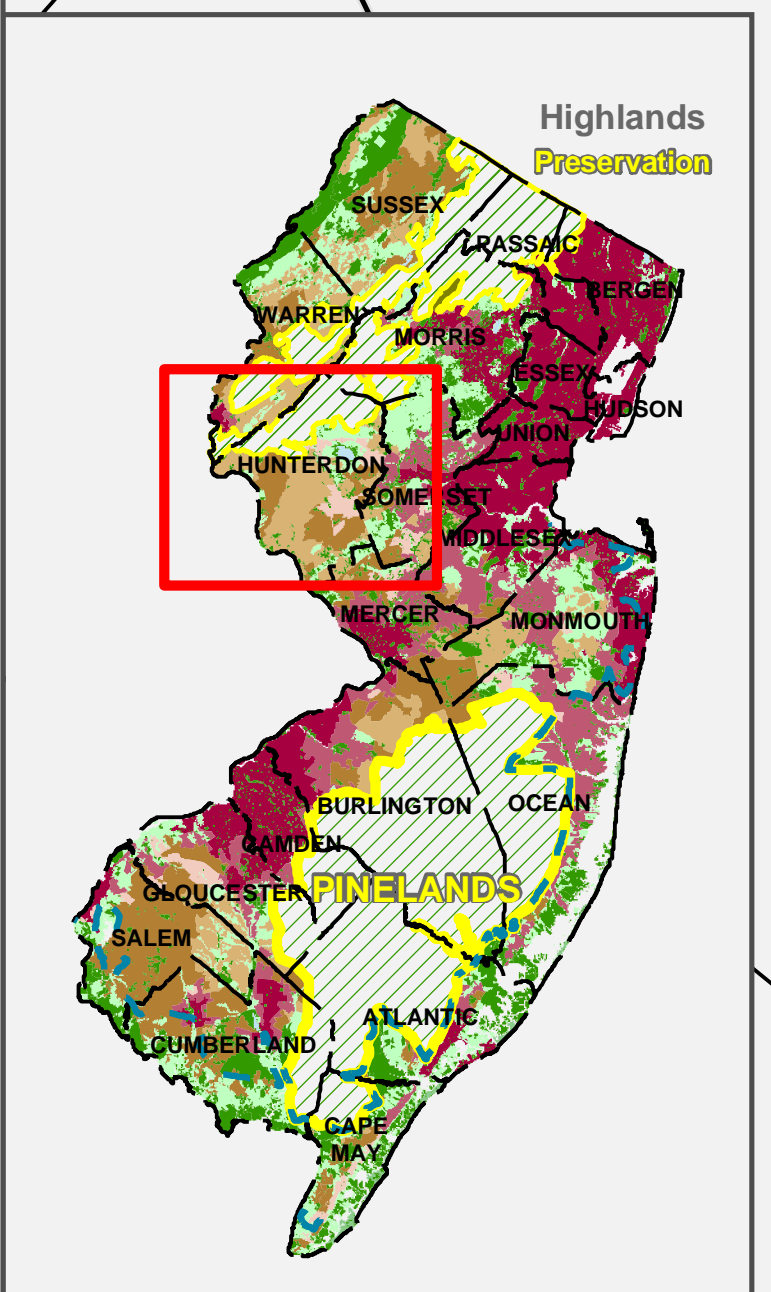 Highlands
Preservation
SUSSEX
PASSAIC
BERGEN
WARREN
MORRIS
ESSEX
HUDSON
UNION
HUNTERDON
SOMERSET
MIDDLESEX
MERCER
MONMOUTH
BURLINGTON
OCEAN
CAMDEN
GLOUCESTER
PINELANDS
SALEM
ATLANTIC
CUMBERLAND
CAPE
MAY